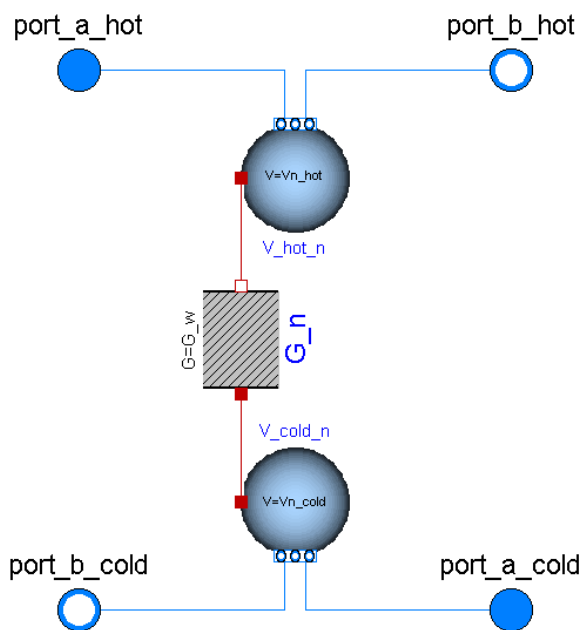 port_a_hot
port_b_hot
V=Vn_hot
V_hot_n
G=G_w
G_n
V_cold_n
V=Vn_cold
port_b_cold
port_a_cold